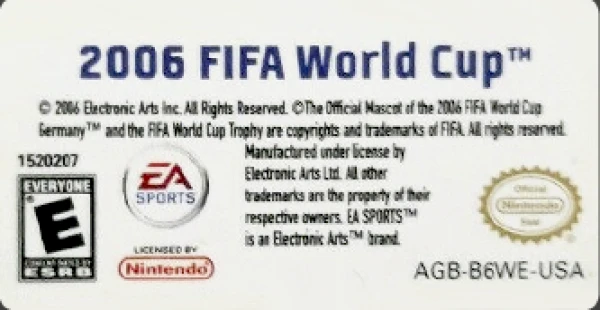 2006 FIFA World Cup™
© 2006 Electronic Arts Inc. All Rights Reserved. ©The Official Mascot of the 2006 FIFA World Cup
Germany™ and the FIFA World Cup Trophy are copyrights and trademarks of FIFA. All rights reserved.
1520207
EVERYONE
E
CONTENT RATED BY
ESRB
EA
SPORTS
LICENSED BY
Nintendo
Manufactured under license by
Electronic Arts Ltd. All other
trademarks are the property of their
respective owners. EA SPORTS™
is an Electronic Arts™ brand.
Official
Nintendo
Seal
AGB-B6WE-USA